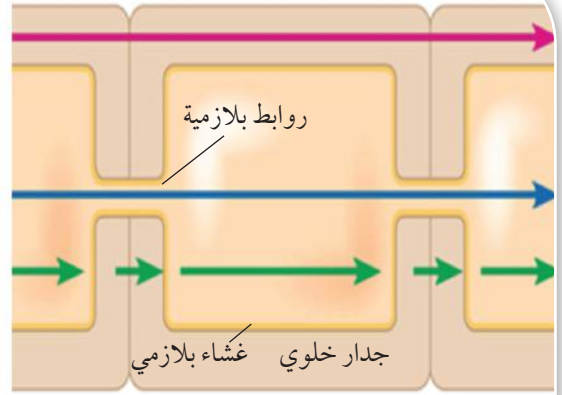 روابط بلازمية
جدار خلوي
غشاء بلازمي